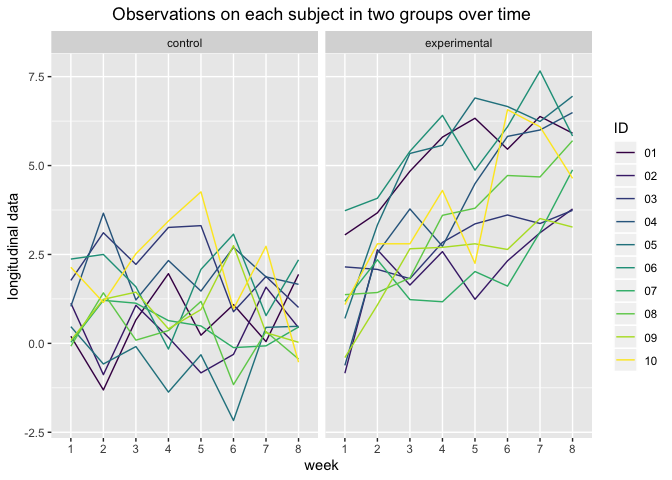 Observations on each subject in two groups over time
control
experimental
longitudinal data
7.5
5.0
2.5
0.0
-2.5
1 2 3 4 5 6 7 8
1 2 3 4 5 6 7 8
week
ID
01
02
03
04
05
06
07
08
09
10